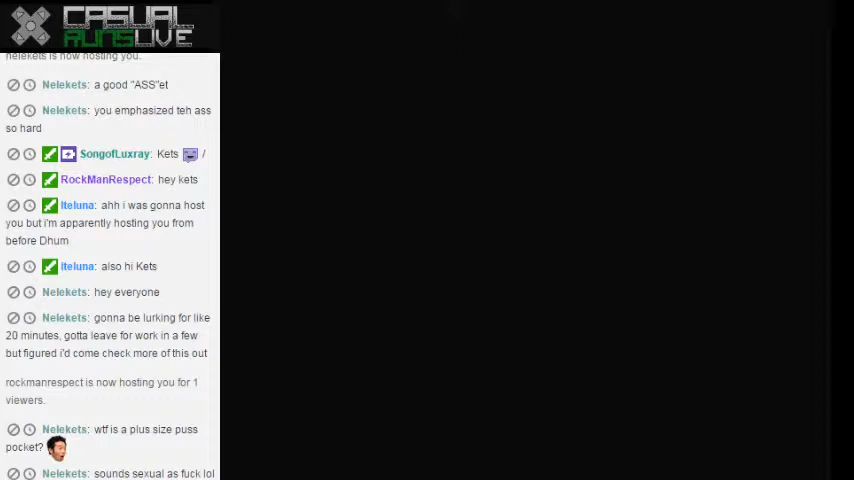 CASUAL
RUNSLIVE
nelekets is now hosting you.
Nelekets: a good "ASS"et
Nelekets: you emphasized teh ass
so hard
SongofLuxray: Kets /
RockManRespect: hey kets
Iteluna: ahh i was gonna host
you but i'm apparently hosting you from
before Dhum
Iteluna: also hi Kets
Nelekets: hey everyone
Nelekets: gonna be lurking for like
20 minutes, gotta leave for work in a few
but figured i'd come check more of this out
rockmanrespect is now hosting you for 1
viewers.
Nelekets: wtf is a plus size puss
pocket?
Nelekets: sounds sexual as fuck lol